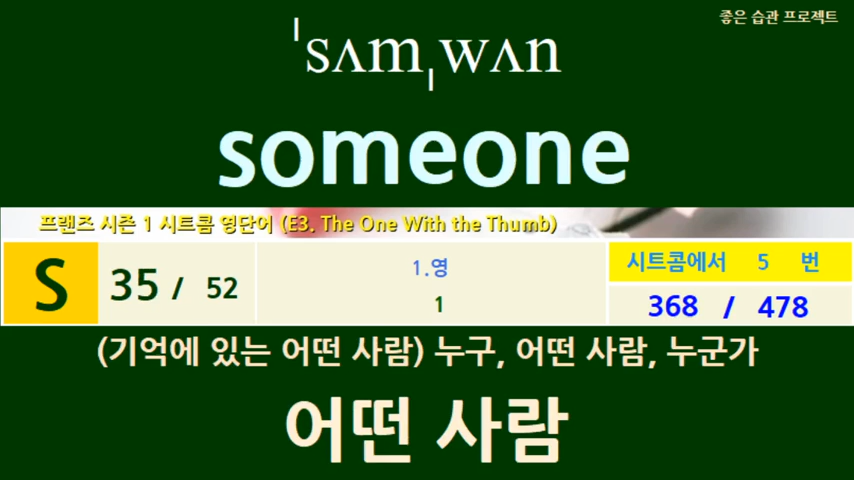 좋은 습관 프로젝트
ˈsʌmˌwʌn
someone
프랜즈 시즌 1 시트콤 영단어 (E3. The One With the Thumb)
S 35 / 52 1.영 1 시트콤에서 5 번 368 / 478
(기억에 있는 어떤 사람) 누구, 어떤 사람, 누군가
어떤 사람